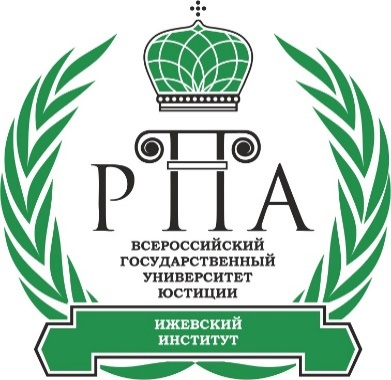 РПА
ВСЕРОССИЙСКИЙ
ГОСУДАРСТВЕННЫЙ
УНИВЕРСИТЕТ
ЮСТИЦИИ
ИЖЕВСКИЙ
ИНСТИТУТ